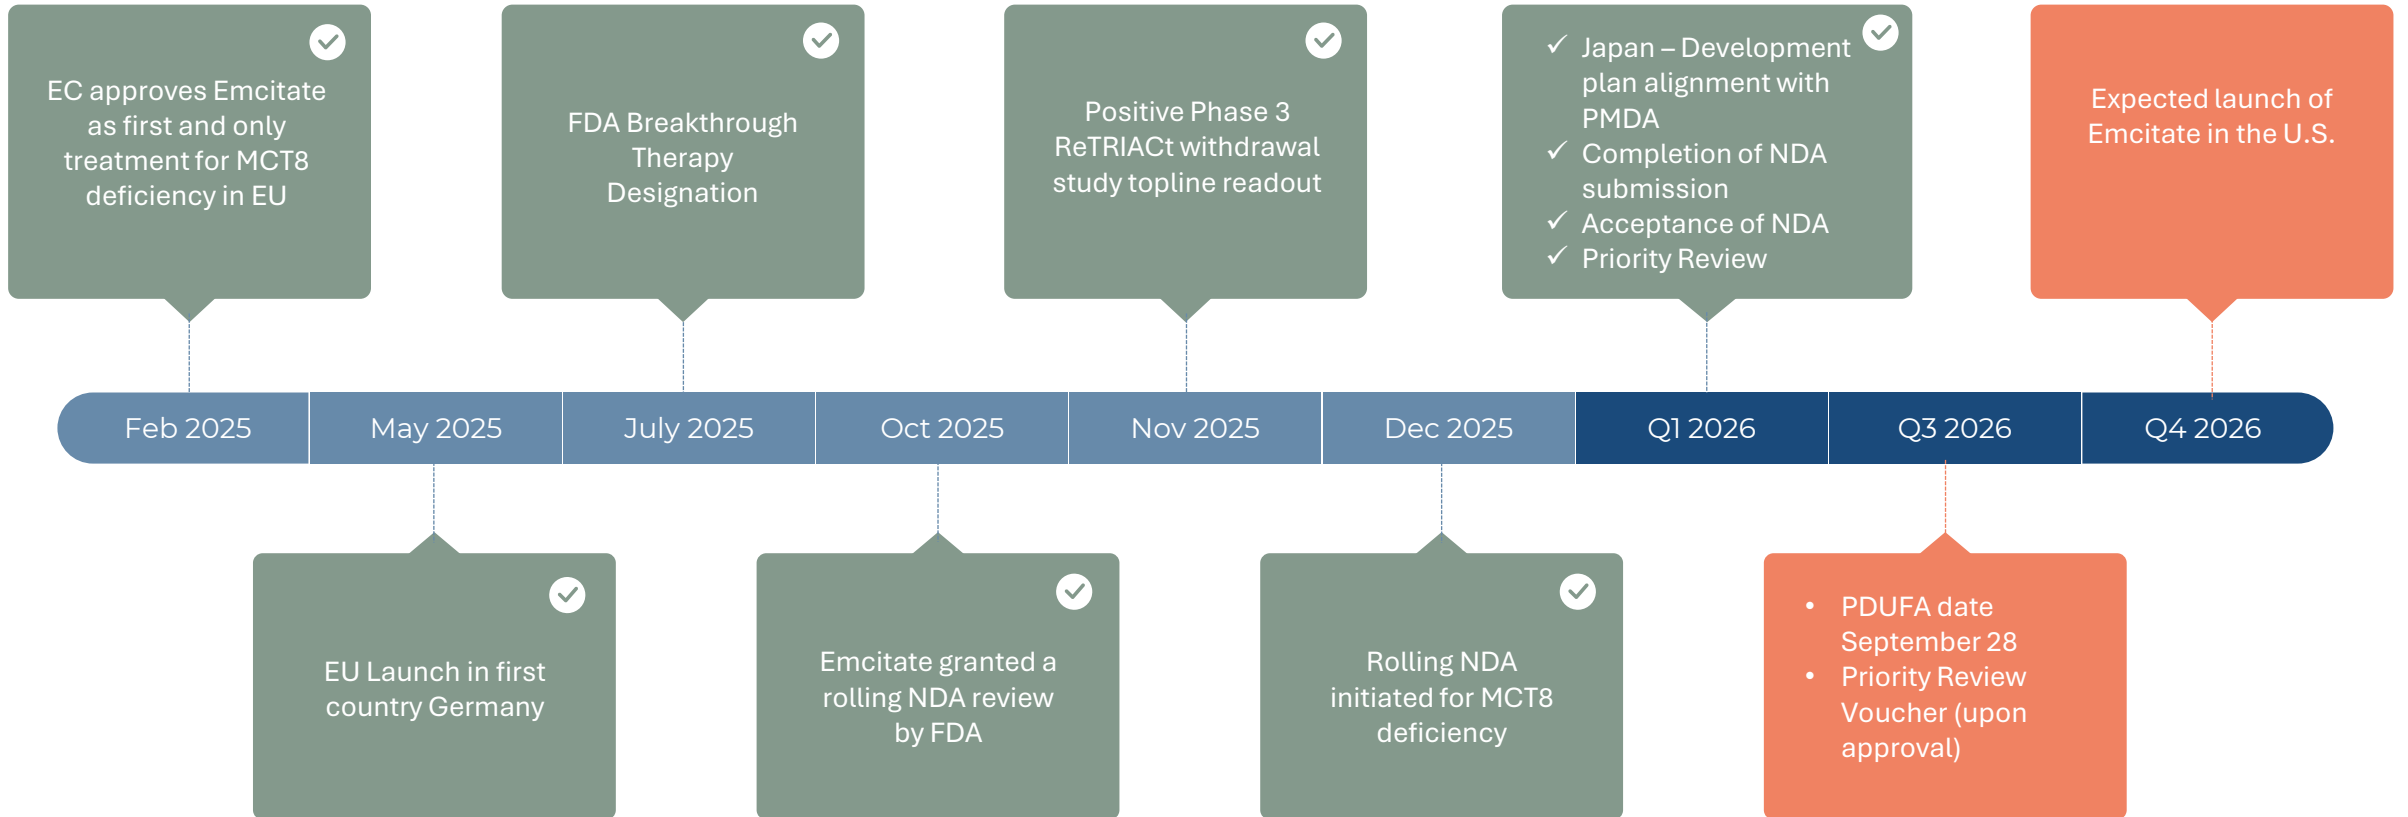 EC approves Emcitate
as first and only
treatment for MCT8
deficiency in EU
FDA Breakthrough
Therapy
Designation
Positive Phase 3
ReTRIACt withdrawal
study topline readout
✓ Japan – Development
plan alignment with
PMDA
✓ Completion of NDA
submission
✓ Acceptance of NDA
✓ Priority Review
Expected launch of
Emcitate in the U.S.
Feb 2025
May 2025
July 2025
Oct 2025
Nov 2025
Dec 2025
Q1 2026
Q3 2026
Q4 2026
EU Launch in first
country Germany
Emcitate granted a
rolling NDA review
by FDA
Rolling NDA
initiated for MCT8
deficiency
• PDUFA date
September 28
• Priority Review
Voucher (upon
approval)